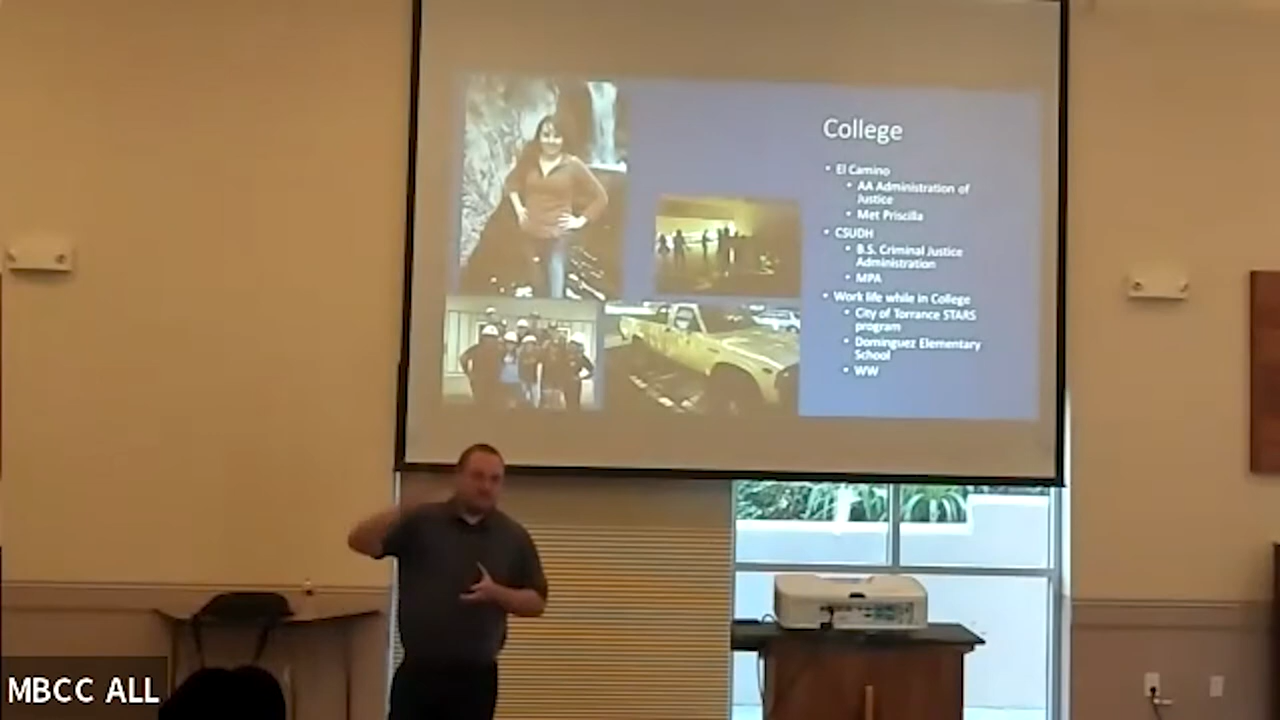 College
• El Camino
• AA Administration of
Justice
• Met Priscilla
• CSUDH
• B.S. Criminal Justice
Administration
• MPA
• Work life while in College
• City of Torrance STARS
program
• Dominguez Elementary
School
• WW
MBCC ALL